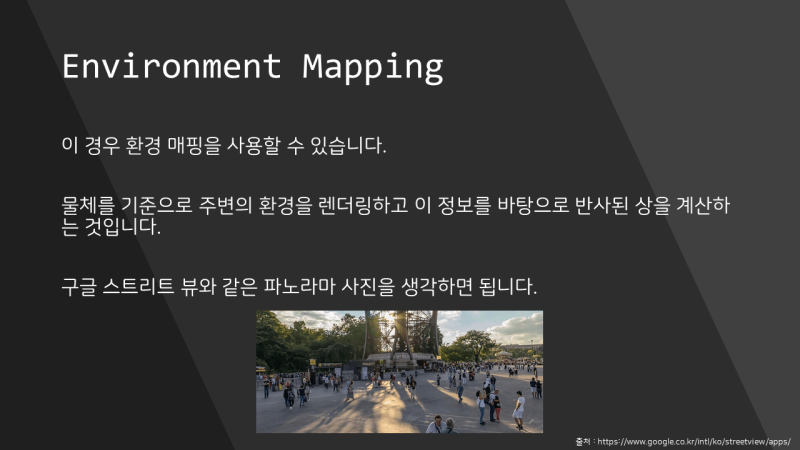 Environment Mapping
이 경우 환경 매핑을 사용할 수 있습니다.
물체를 기준으로 주변의 환경을 렌더링하고 이 정보를 바탕으로 반사된 상을 계산하
는 것입니다.
구글 스트리트 뷰와 같은 파노라마 사진을 생각하면 됩니다.
출처 : https://www.google.co.kr/intl/ko/streetview/apps/